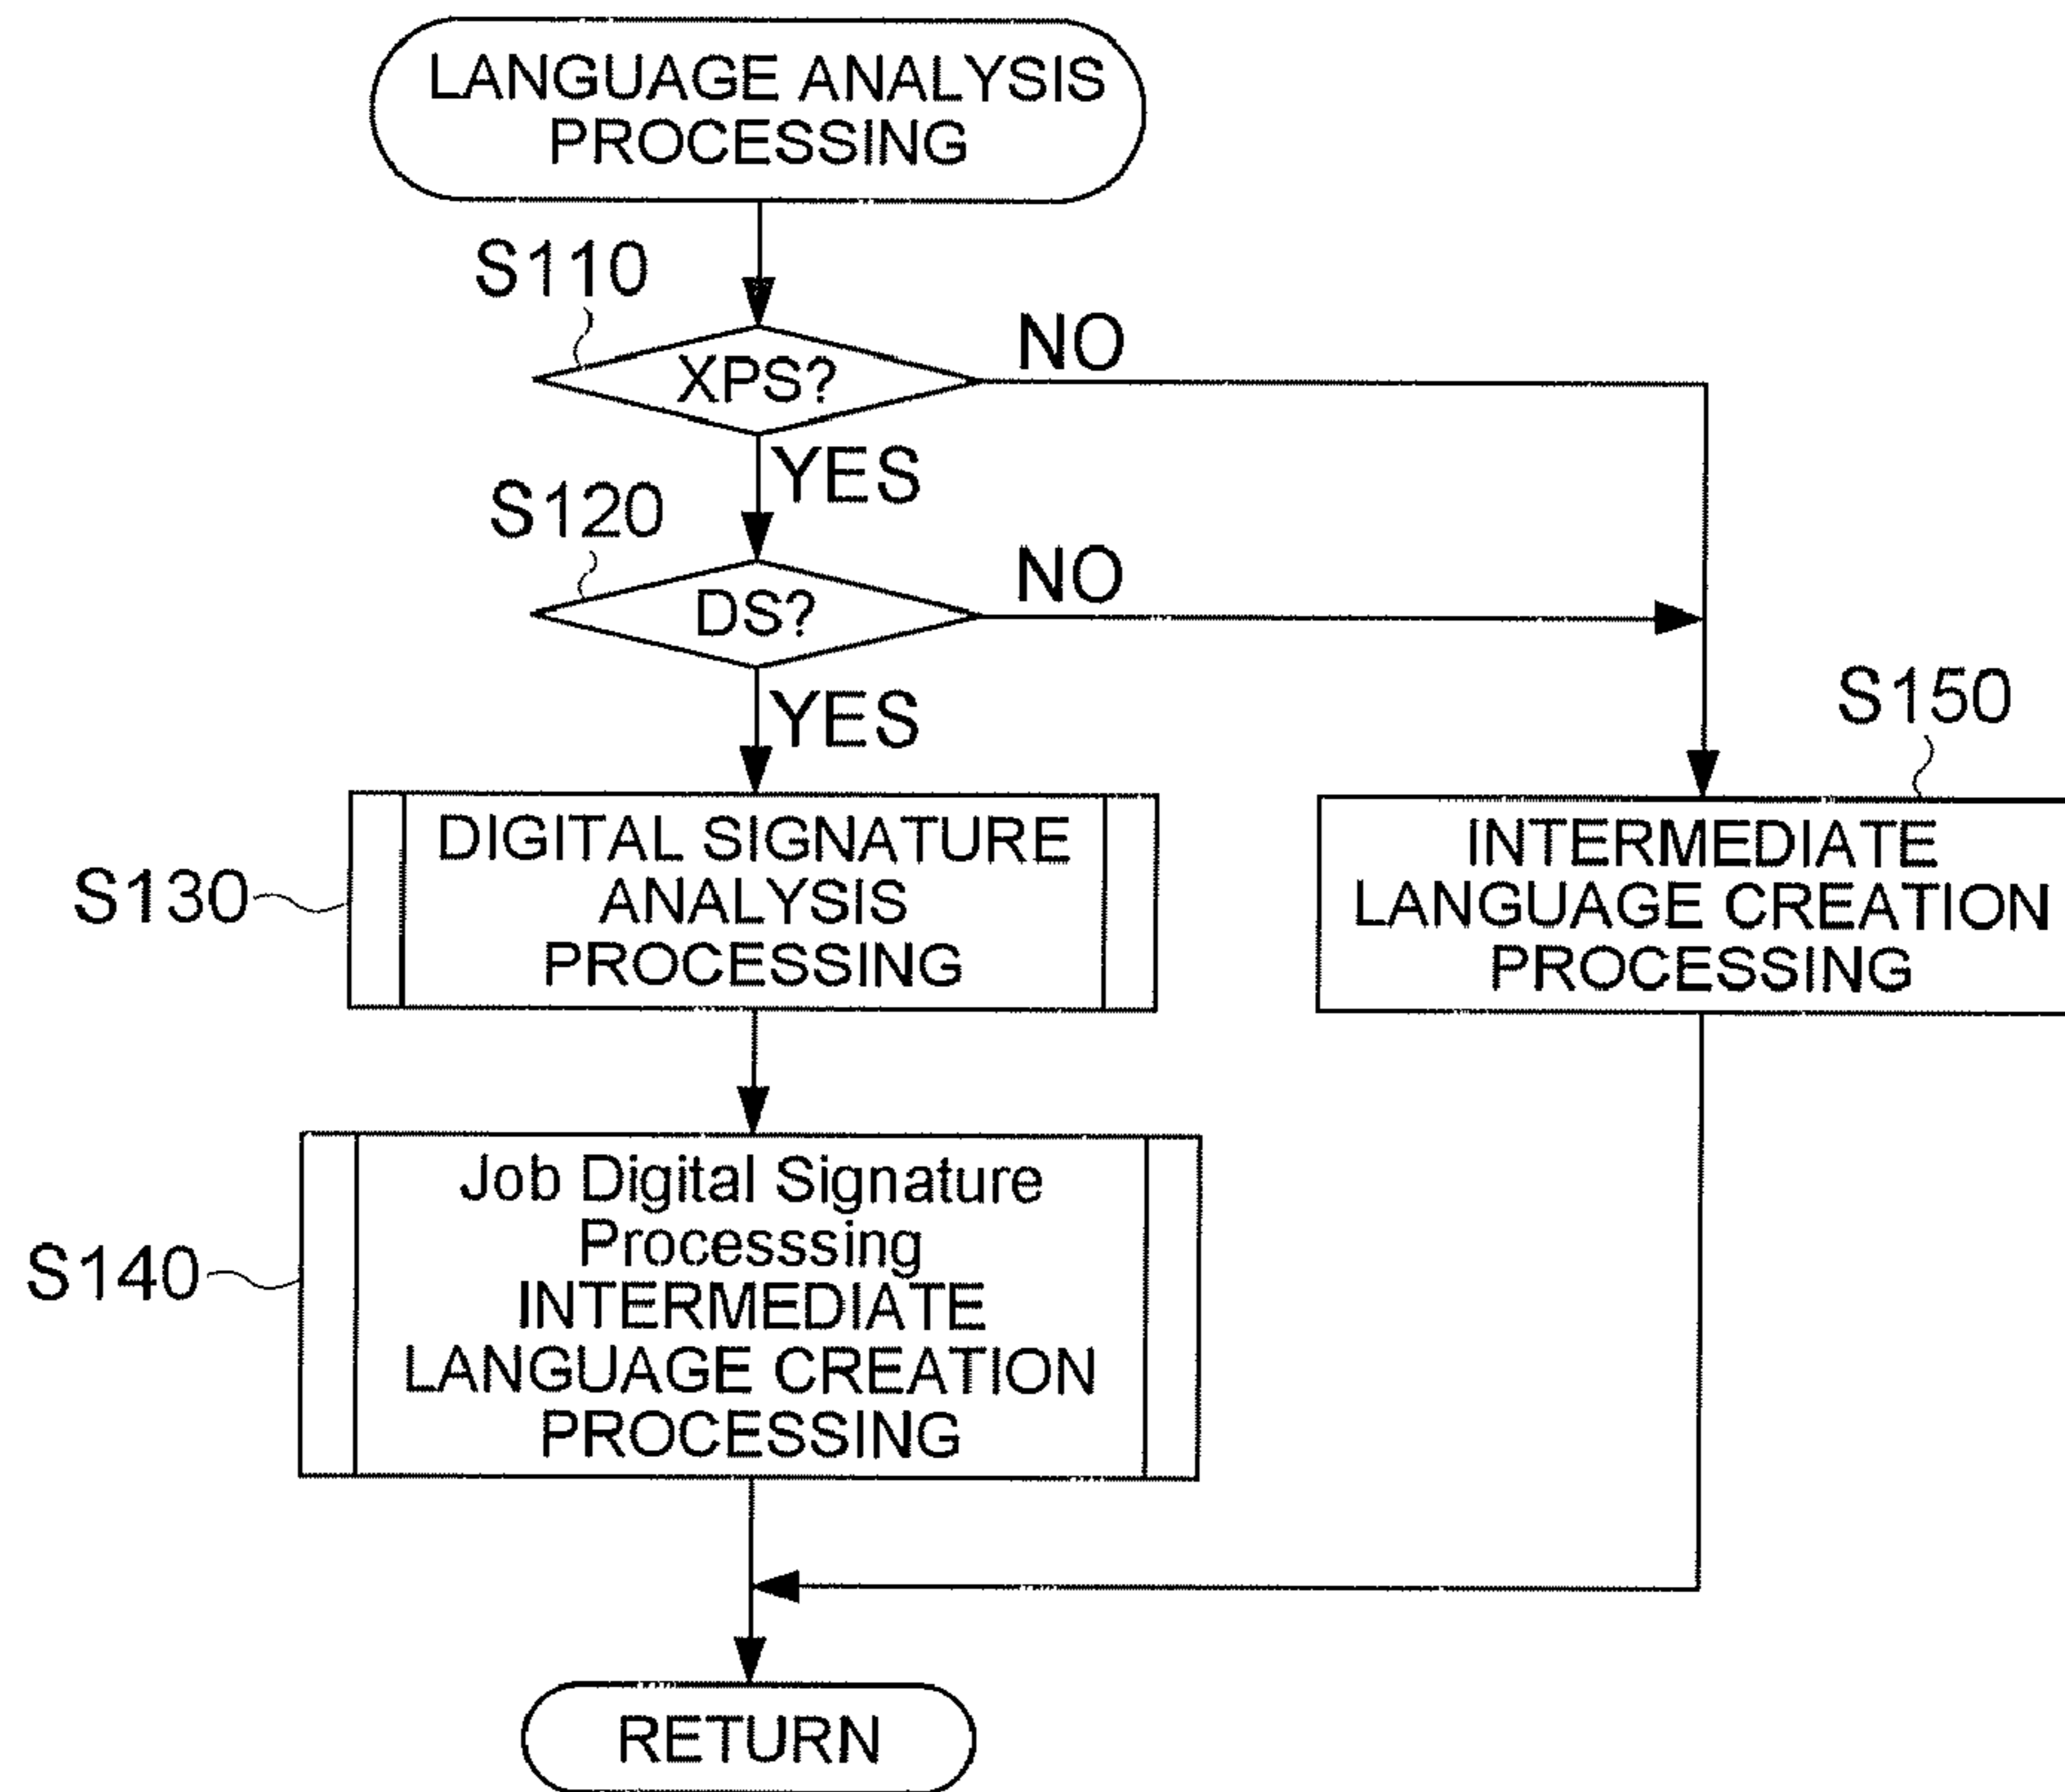 LANGUAGE ANALYSIS
PROCESSING
S110
XPS?
NO
YES
S120
DS?
NO
YES
S130
DIGITAL SIGNATURE
ANALYSIS
PROCESSING
S150
INTERMEDIATE
LANGUAGE CREATION
PROCESSING
S140
Job Digital Signature
Processsing
INTERMEDIATE
LANGUAGE CREATION
PROCESSING
RETURN